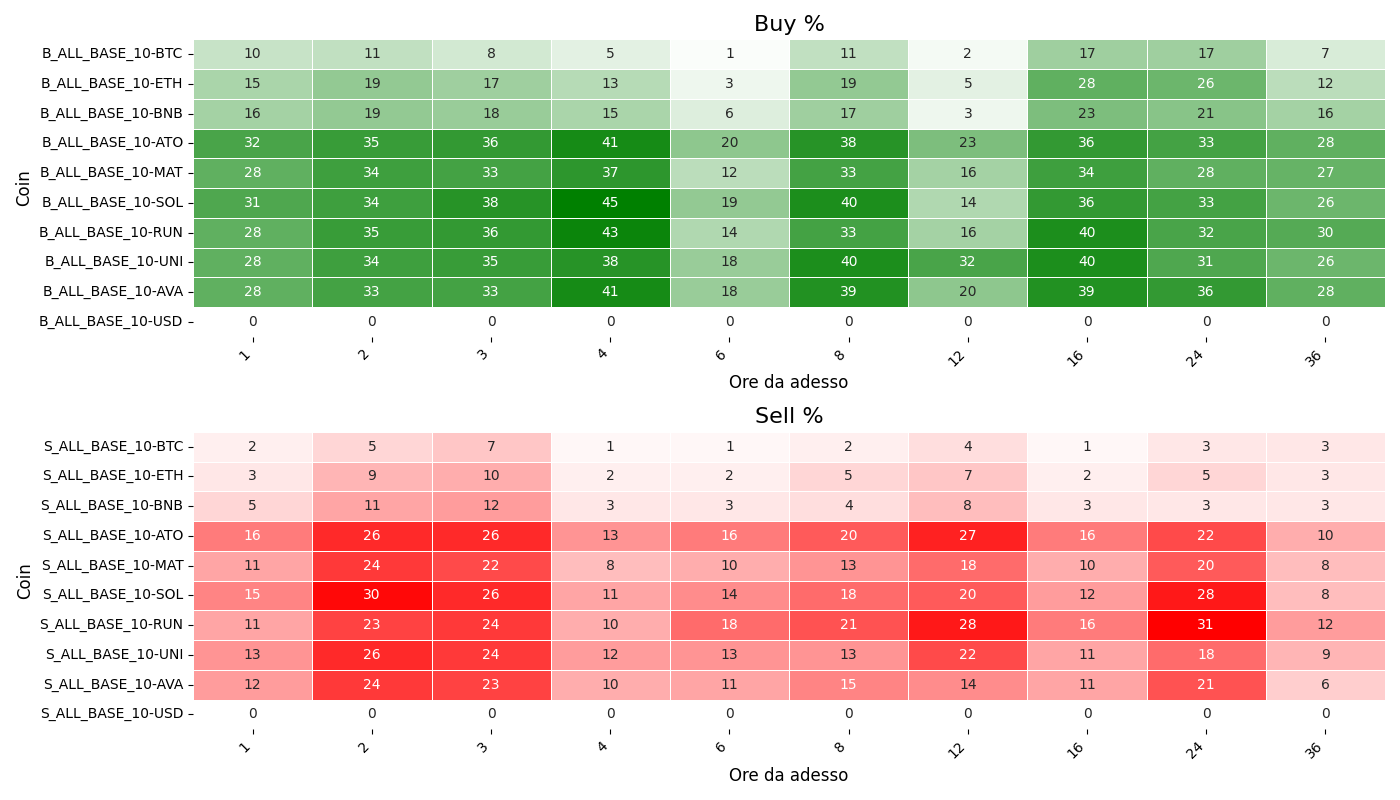 Buy %
Coin
B_ALL_BASE_10-BTC 10 11 8 5 1 11 2 17 17 7
B_ALL_BASE_10-ETH 15 19 17 13 3 19 5 28 26 12
B_ALL_BASE_10-BNB 16 19 18 15 6 17 3 23 21 16
B_ALL_BASE_10-ATO 32 35 36 41 20 38 23 36 33 28
B_ALL_BASE_10-MAT 28 34 33 37 12 33 16 34 28 27
B_ALL_BASE_10-SOL 31 34 38 45 19 40 14 36 33 26
B_ALL_BASE_10-RUN 28 35 36 43 14 33 16 40 32 30
B_ALL_BASE_10-UNI 28 34 35 38 18 40 32 40 31 26
B_ALL_BASE_10-AVA 28 33 33 41 18 39 20 39 36 28
B_ALL_BASE_10-USD 0 0 0 0 0 0 0 0 0 0
1 2 3 4 6 8 12 16 24 36
Ore da adesso
Sell %
Coin
S_ALL_BASE_10-BTC 2 5 7 1 1 2 4 1 3 3
S_ALL_BASE_10-ETH 3 9 10 2 2 5 7 2 5 3
S_ALL_BASE_10-BNB 5 11 12 3 3 4 8 3 3 3
S_ALL_BASE_10-ATO 16 26 26 13 16 20 27 16 22 10
S_ALL_BASE_10-MAT 11 24 22 8 10 13 18 10 20 8
S_ALL_BASE_10-SOL 15 30 26 11 14 18 20 12 28 8
S_ALL_BASE_10-RUN 11 23 24 10 18 21 28 16 31 12
S_ALL_BASE_10-UNI 13 26 24 12 13 13 22 11 18 9
S_ALL_BASE_10-AVA 12 24 23 10 11 15 14 11 21 6
S_ALL_BASE_10-USD 0 0 0 0 0 0 0 0 0 0
1 2 3 4 6 8 12 16 24 36
Ore da adesso